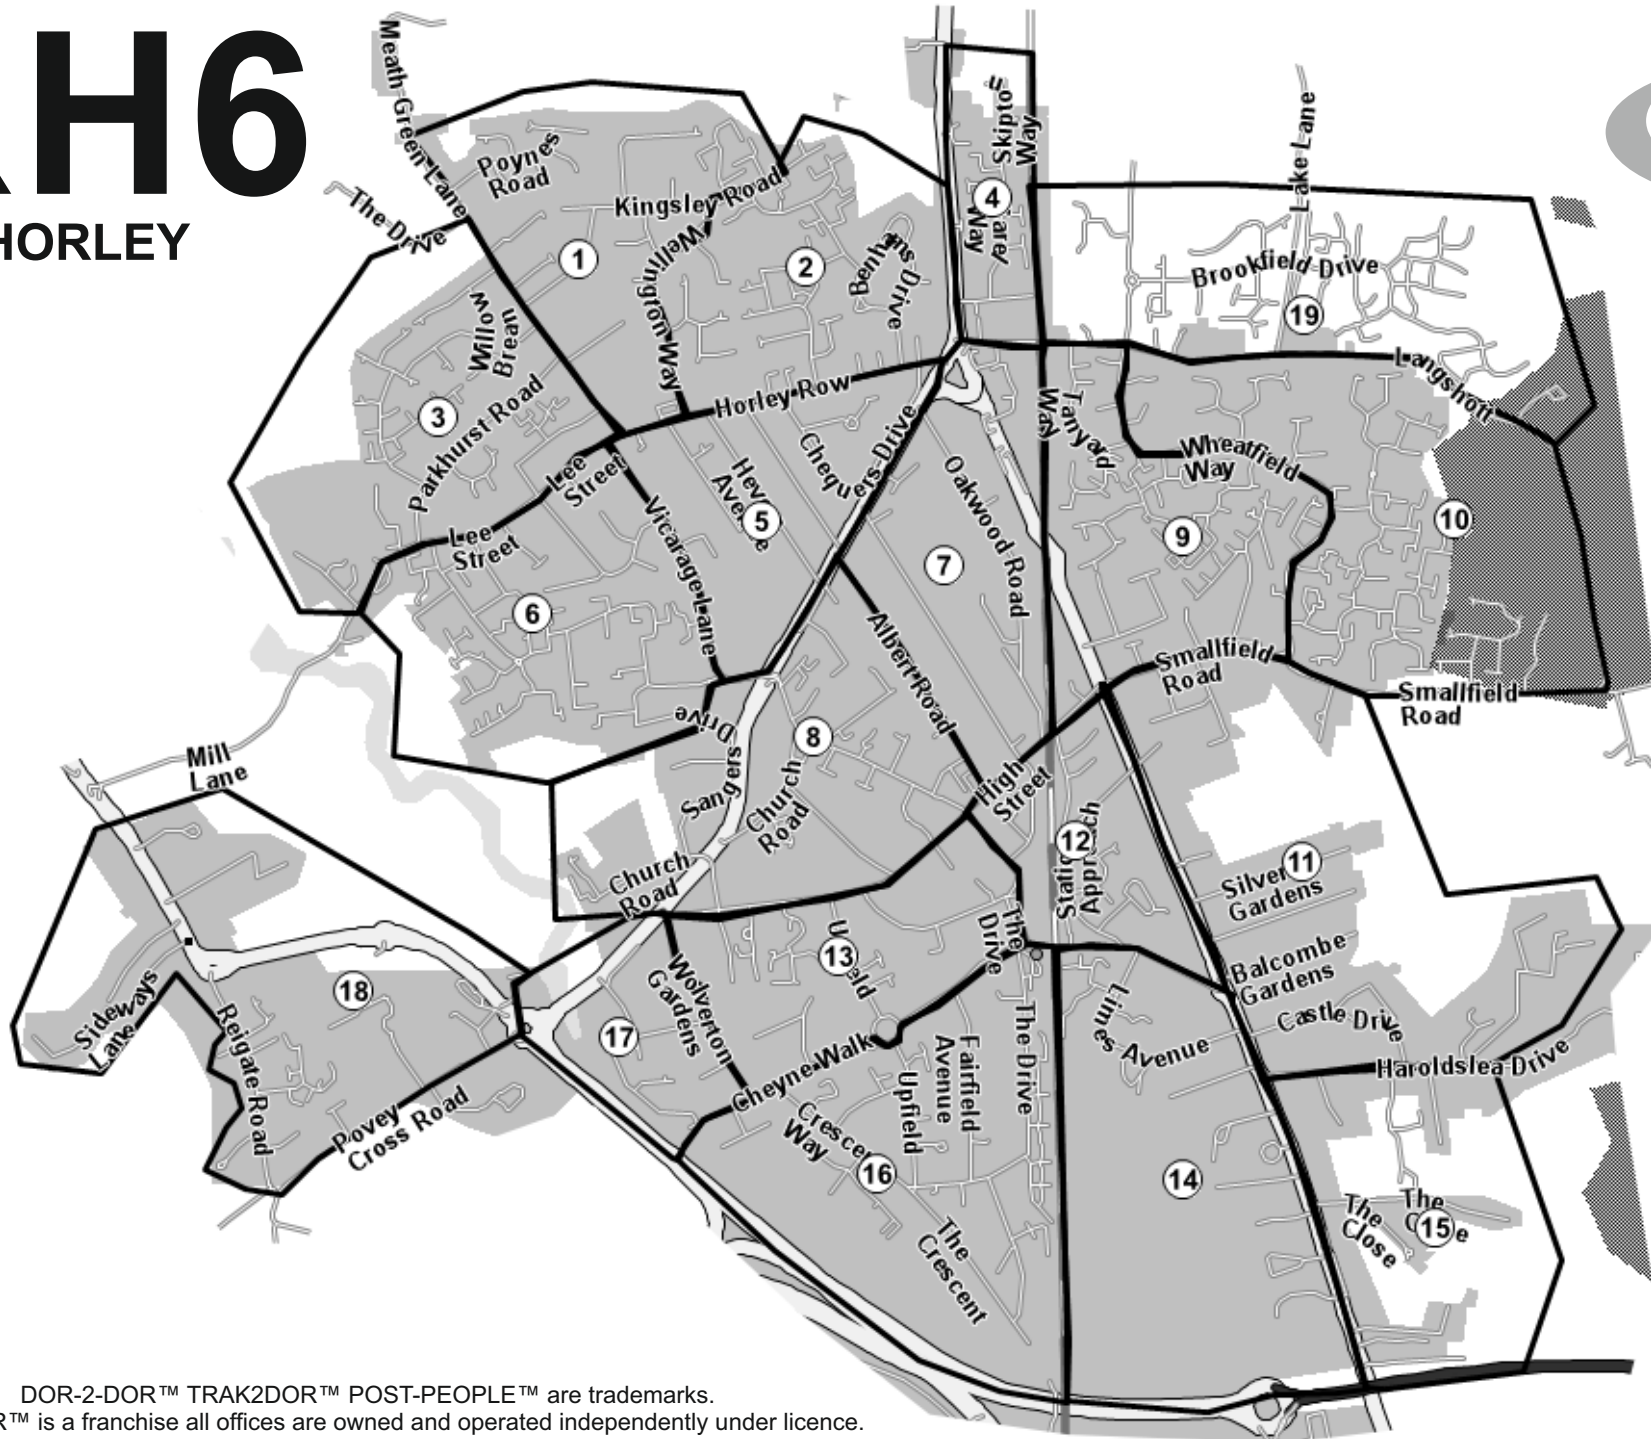 H6
HORLEY
Meath Green Lane
The Drive
Poynes
Road
Kingsley Road
Wellington Way
Benhams Drive
Skipton
Way
Way
Lake Lane
Brookfield Drive
Langshott
Willow
Brean
Parkhurst Road
Horley Row
Lee
Street
Lee
Street
Vicarage Lane
Chequers Drive
Oakwood Road
Tanyard
Way
Wheatfield
Way
Albert Road
Smallfield
Road
Smallfield
Road
Sangers
Drive
Church
Road
Church
Road
High
Street
Mill
Lane
Sideways
Lane
Reigate Road
Povey
Cross Road
Wolverton
Gardens
Cheyne Walk
Crescent
Way
The
Drive
The Drive
Fairfield
Avenue
Upfield
The
Crescent
Limes Avenue
Silver
Gardens
Balcombe
Gardens
Castle Drive
Haroldslea Drive
The
Close
The
1
2
3
4
5
6
7
8
9
10
11
12
13
14
15
16
17
18
19
DOR-2-DOR™ TRAK2DOR™ POST-PEOPLE™ are trademarks.
R™ is a franchise all offices are owned and operated independently under licence.